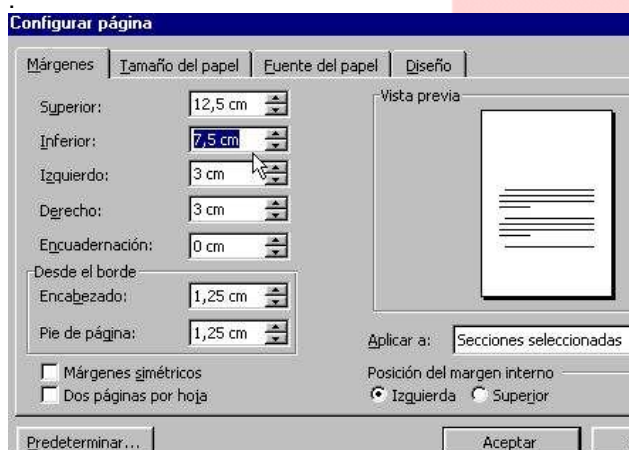 .
Configurar página
Márgenes Tamaño del papel Fuente del papel Diseño
Superior: 12,5 cm
Inferior: 7,5 cm
Izquierdo: 3 cm
Derecho: 3 cm
Encuadernación: 0 cm
Desde el borde
Encabezado: 1,25 cm
Pie de página: 1,25 cm
Márgenes simétricos
Dos páginas por hoja
Vista previa
Aplicar a: Secciones seleccionadas
Posición del margen interno
Izquierda Superior
Predeterminar... Aceptar